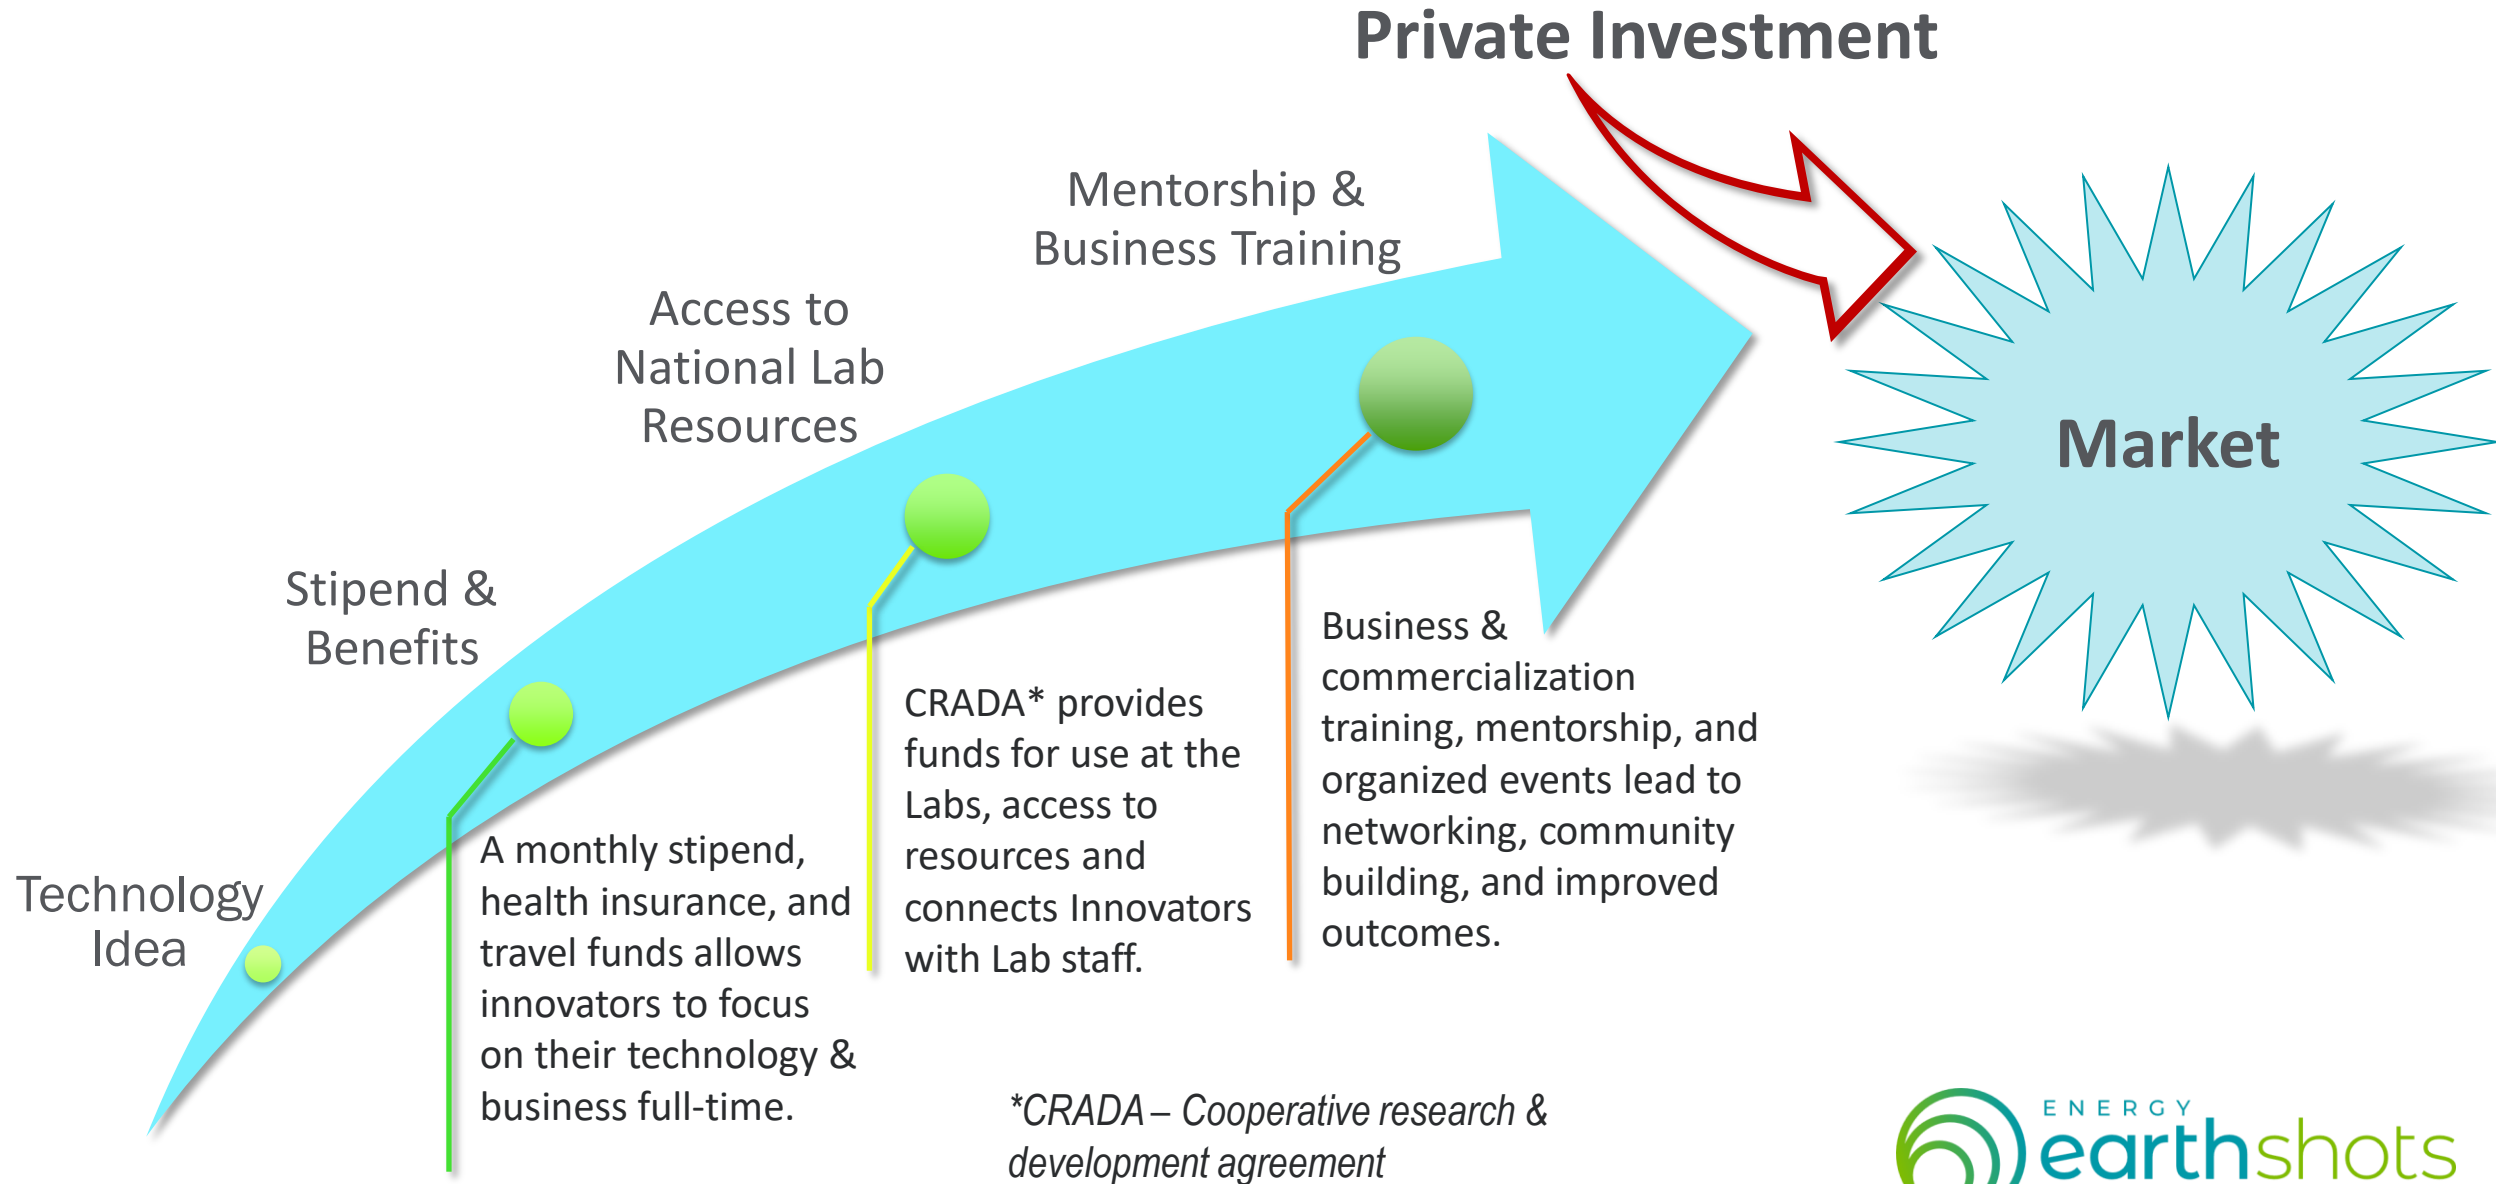 Private Investment
Mentorship &
Business Training
Access to
National Lab
Resources
Stipend &
Benefits
Technology
Idea
Market
A monthly stipend,
health insurance, and
travel funds allows
innovators to focus
on their technology &
business full-time.
CRADA* provides
funds for use at the
Labs, access to
resources and
connects Innovators
with Lab staff.
Business &
commercialization
training, mentorship, and
organized events lead to
networking, community
building, and improved
outcomes.
*CRADA – Cooperative research &
development agreement
ENERGY
earthshots